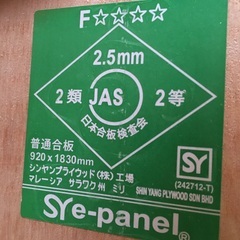 F☆☆☆☆
2.5mm
2類 JAS 2等
日本合板検査会
普通合板
920x1830mm
シンヤンプライウッド(株)工場
マレーシア サラワク州 ミリ
SY
(242712-T)
SHIN YANG PLYWOOD SDN BHD
SYe-panel®